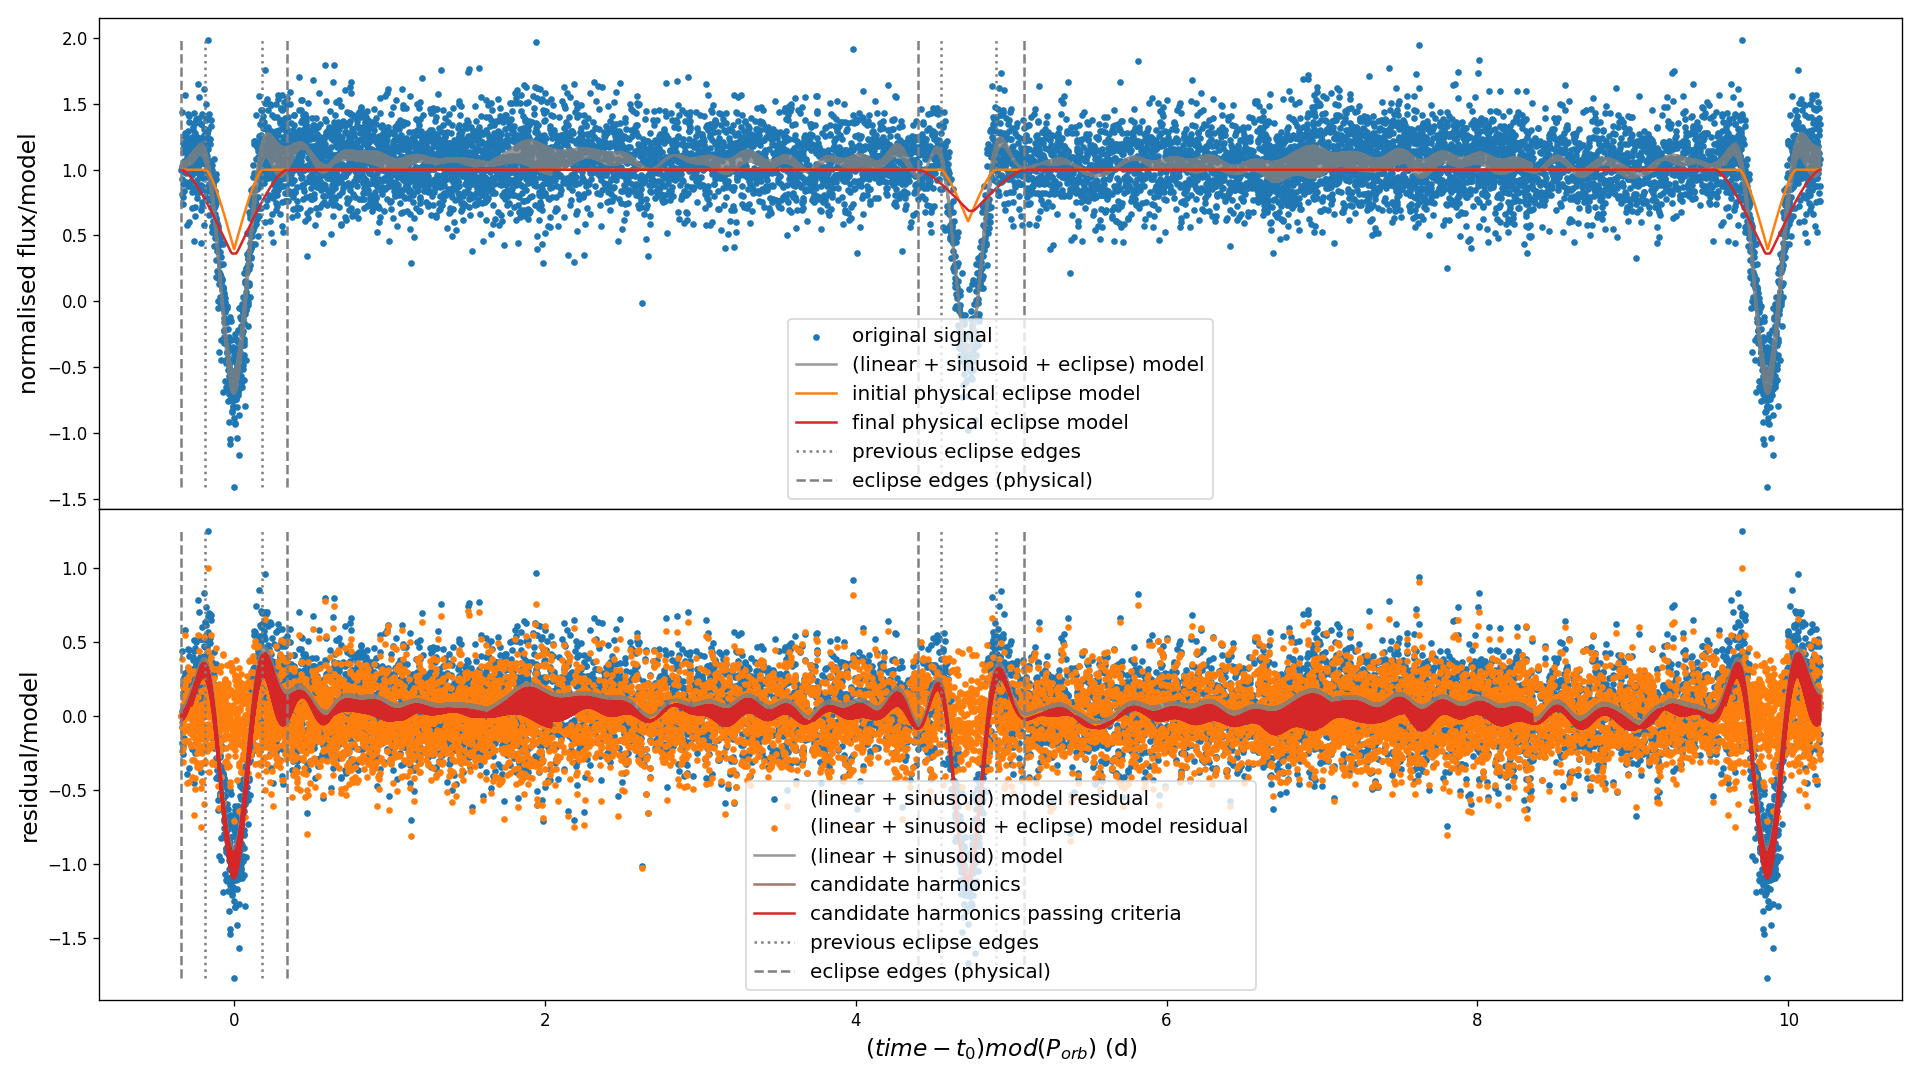 normalised flux/model
2.0
1.5
1.0
0.5
0.0
−0.5
−1.0
−1.5
original signal
(linear + sinusoid + eclipse) model
initial physical eclipse model
final physical eclipse model
previous eclipse edges
eclipse edges (physical)
residual/model
1.0
0.5
0.0
−0.5
−1.0
−1.5
(linear + sinusoid) model residual
(linear + sinusoid + eclipse) model residual
(linear + sinusoid) model
candidate harmonics
candidate harmonics passing criteria
previous eclipse edges
eclipse edges (physical)
0 2 4 6 8 10
(time − t₀)mod(Pₒᵣb) (d)